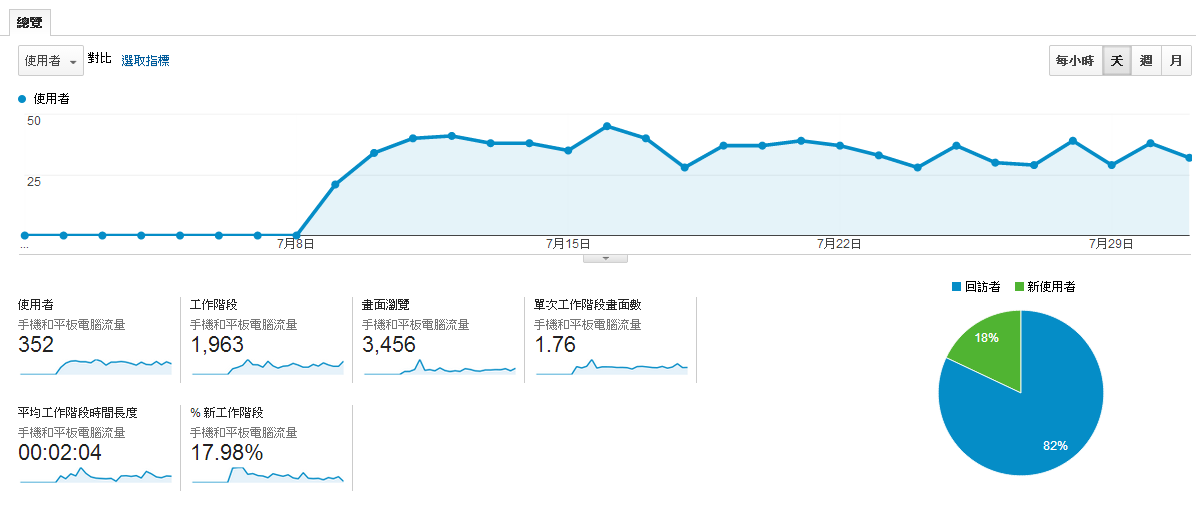 總覽
使用者 對比 選取指標 每小時 天 週 月
使用者
50
25
... 7月8日 7月15日 7月22日 7月29日
回訪者 新使用者
18%
82%
使用者
手機和平板電腦流量
352
工作階段
手機和平板電腦流量
1,963
畫面瀏覽
手機和平板電腦流量
3,456
單次工作階段畫面數
手機和平板電腦流量
1.76
平均工作階段時間長度
手機和平板電腦流量
00:02:04
% 新工作階段
手機和平板電腦流量
17.98%